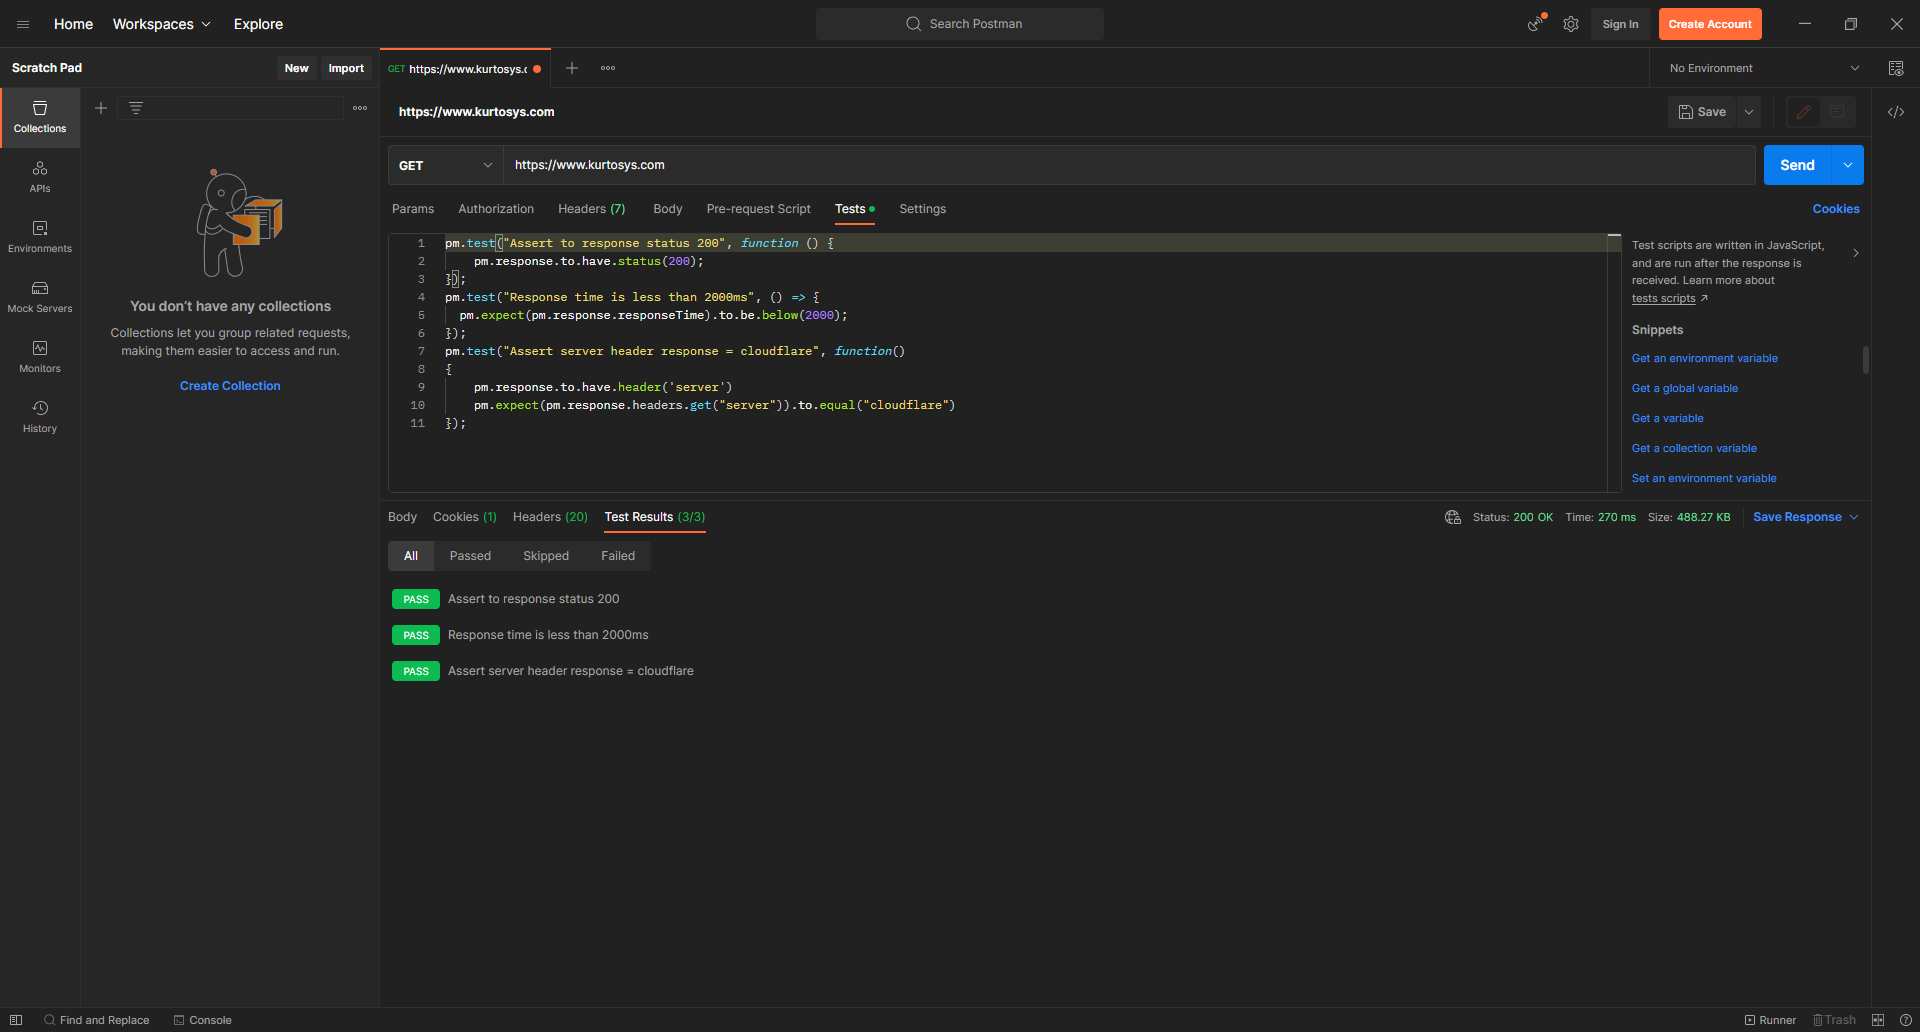 Home Workspaces Explore Search Postman Sign In Create Account
Scratch Pad New Import GET https://www.kurtosys.c No Environment
Collections
APIs
Environments
Mock Servers
Monitors
History
You don’t have any collections
Collections let you group related requests,
making them easier to access and run.
Create Collection
https://www.kurtosys.com Save
GET https://www.kurtosys.com Send
Params Authorization Headers (7) Body Pre-request Script Tests Settings Cookies
1 pm.test("Assert to response status 200", function () {
2 pm.response.to.have.status(200);
3 });
4 pm.test("Response time is less than 2000ms", () => {
5 pm.expect(pm.response.responseTime).to.be.below(2000);
6 });
7 pm.test("Assert server header response = cloudflare", function()
8 {
9 pm.response.to.have.header('server')
10 pm.expect(pm.response.headers.get("server")).to.equal("cloudflare")
11 });
Test scripts are written in JavaScript,
and are run after the response is
received. Learn more about
tests scripts ↗
Snippets
Get an environment variable
Get a global variable
Get a variable
Get a collection variable
Set an environment variable
Body Cookies (1) Headers (20) Test Results (3/3) Status: 200 OK Time: 270 ms Size: 488.27 KB Save Response
All Passed Skipped Failed
PASS Assert to response status 200
PASS Response time is less than 2000ms
PASS Assert server header response = cloudflare
Find and Replace Console Runner Trash